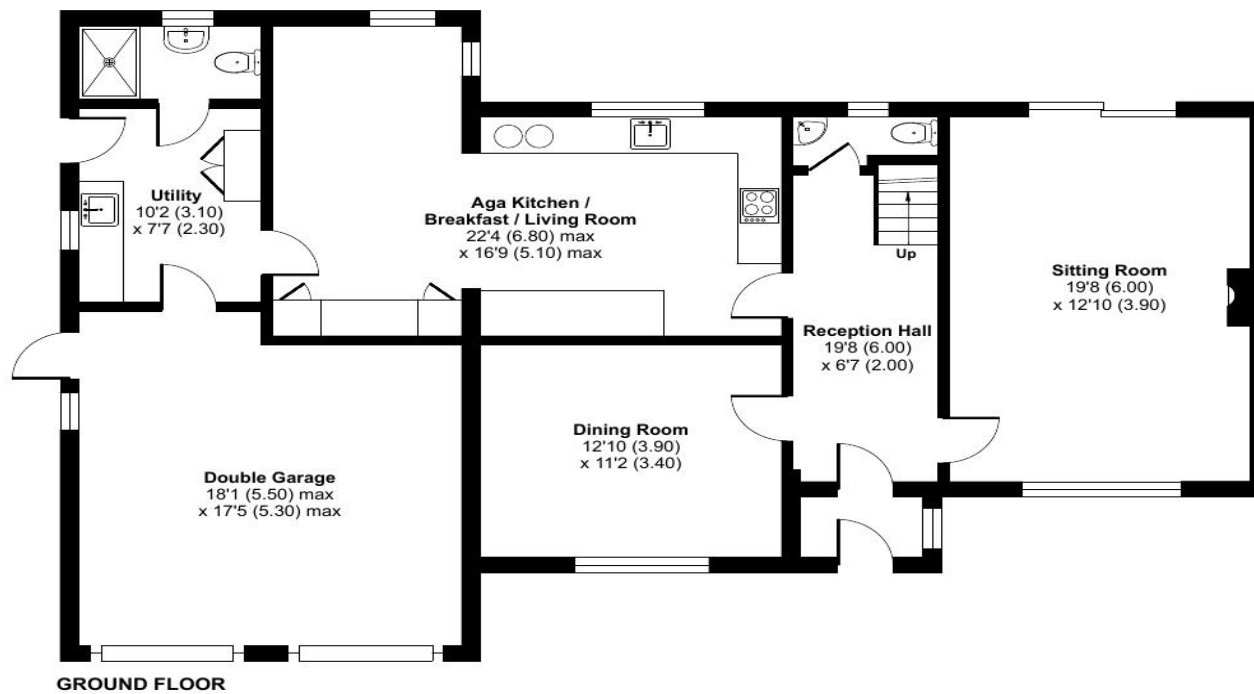 Utility
10'2 (3.10)
x 7'7 (2.30)
Aga Kitchen /
Breakfast / Living Room
22'4 (6.80) max
x 16'9 (5.10) max
Up
Sitting Room
19'8 (6.00)
x 12'10 (3.90)
Reception Hall
19'8 (6.00)
x 6'7 (2.00)
Dining Room
12'10 (3.90)
x 11'2 (3.40)
Double Garage
18'1 (5.50) max
x 17'5 (5.30) max
GROUND FLOOR